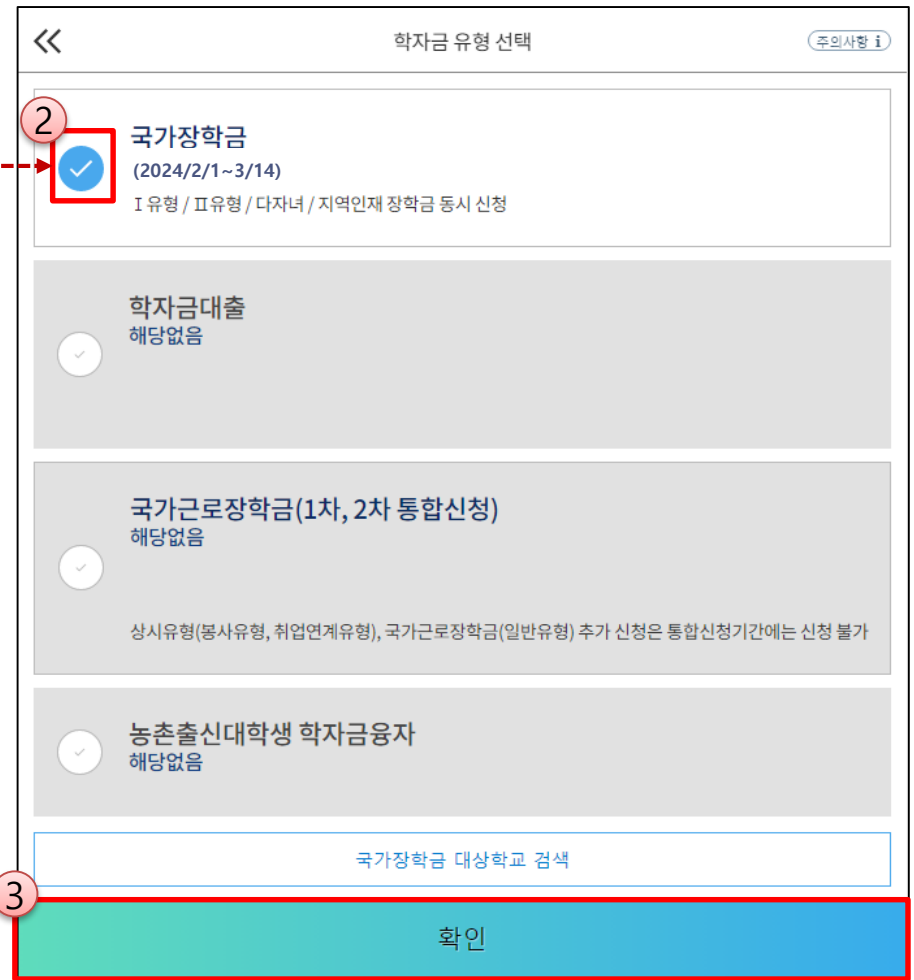 학자금 유형 선택
주의사항 i
2
국가장학금
(2024/2/1~3/14)
I 유형 / II유형 / 다자녀 / 지역인재 장학금 동시 신청
학자금대출
해당없음
국가근로장학금(1차, 2차 통합신청)
해당없음
상시유형(봉사유형, 취업연계유형), 국가근로장학금(일반유형) 추가 신청은 통합신청기간에는 신청 불가
농촌출신대학생 학자금융자
해당없음
국가장학금 대상학교 검색
3
확인